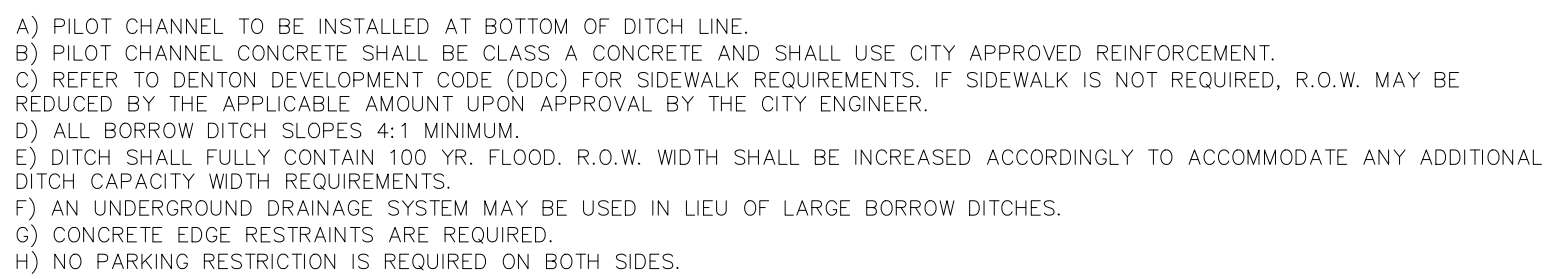 A) PILOT CHANNEL TO BE INSTALLED AT BOTTOM OF DITCH LINE.
B) PILOT CHANNEL CONCRETE SHALL BE CLASS A CONCRETE AND SHALL USE CITY APPROVED REINFORCEMENT.
C) REFER TO DENTON DEVELOPMENT CODE (DDC) FOR SIDEWALK REQUIREMENTS. IF SIDEWALK IS NOT REQUIRED, R.O.W. MAY BE
REDUCED BY THE APPLICABLE AMOUNT UPON APPROVAL BY THE CITY ENGINEER.
D) ALL BORROW DITCH SLOPES 4:1 MINIMUM.
E) DITCH SHALL FULLY CONTAIN 100 YR. FLOOD. R.O.W. WIDTH SHALL BE INCREASED ACCORDINGLY TO ACCOMMODATE ANY ADDITIONAL
DITCH CAPACITY WIDTH REQUIREMENTS.
F) AN UNDERGROUND DRAINAGE SYSTEM MAY BE USED IN LIEU OF LARGE BORROW DITCHES.
G) CONCRETE EDGE RESTRAINTS ARE REQUIRED.
H) NO PARKING RESTRICTION IS REQUIRED ON BOTH SIDES.